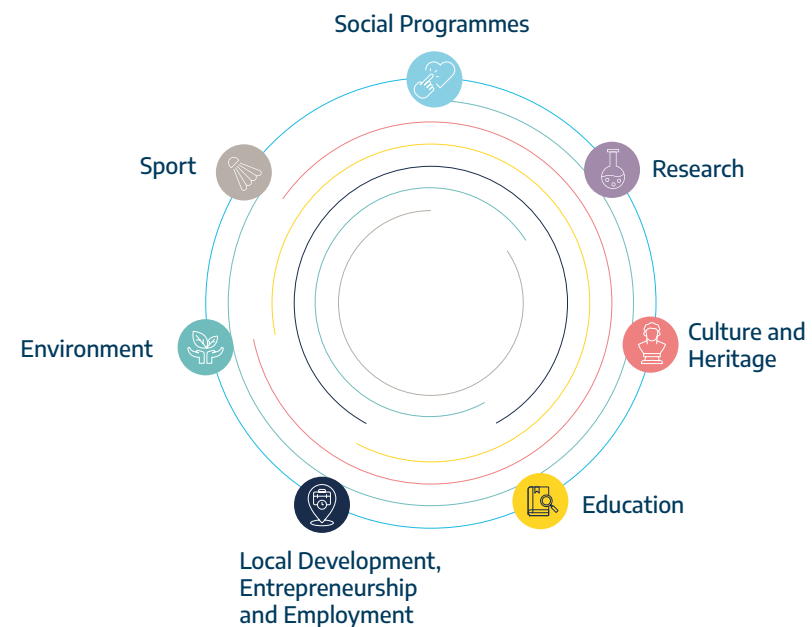 Social Programmes
Sport
Research
Culture and
Heritage
Environment
Education
Local Development,
Entrepreneurship
and Employment